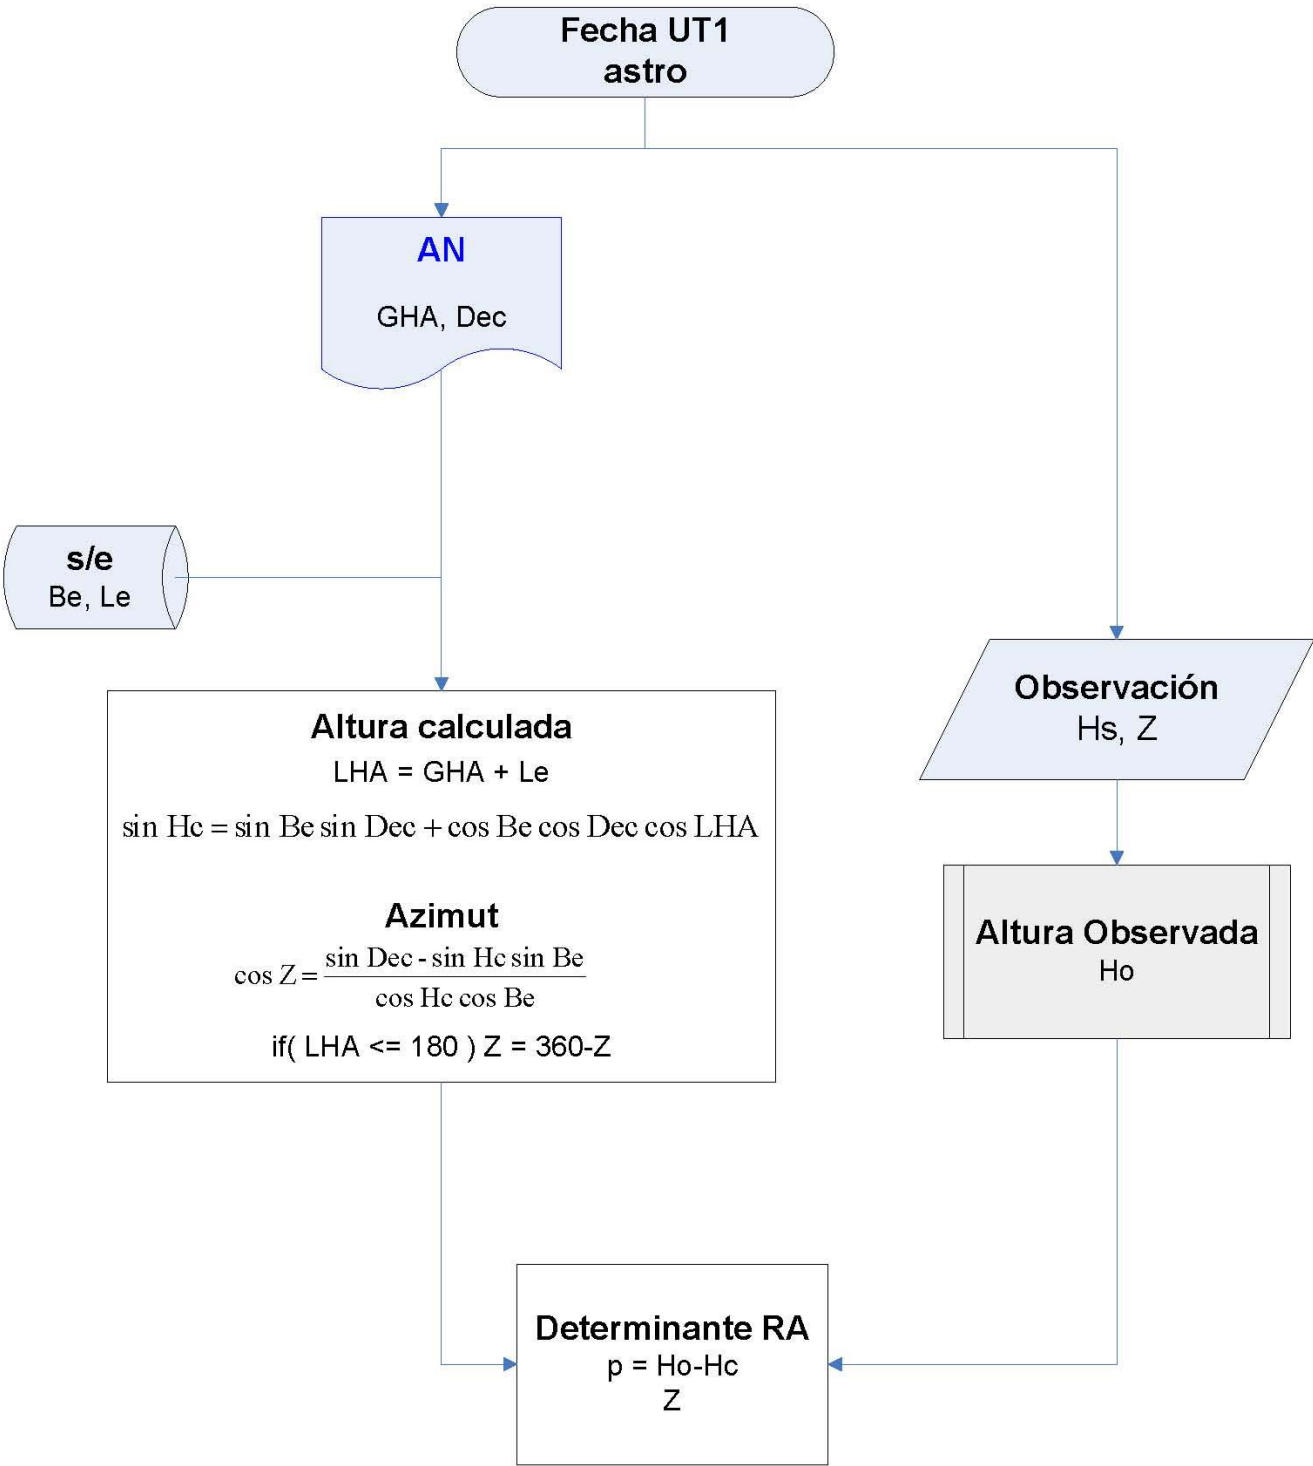 Fecha UT1
astro
AN
GHA, Dec
s/e
Be, Le
Altura calculada
LHA = GHA + Le
sin Hc = sin Be sin Dec + cos Be cos Dec cos LHA
Azimut
cos Z = (sin Dec - sin Hc sin Be) / (cos Hc cos Be)
if( LHA <= 180 ) Z = 360-Z
Observación
Hs, Z
Altura Observada
Ho
Determinante RA
p = Ho-Hc
Z